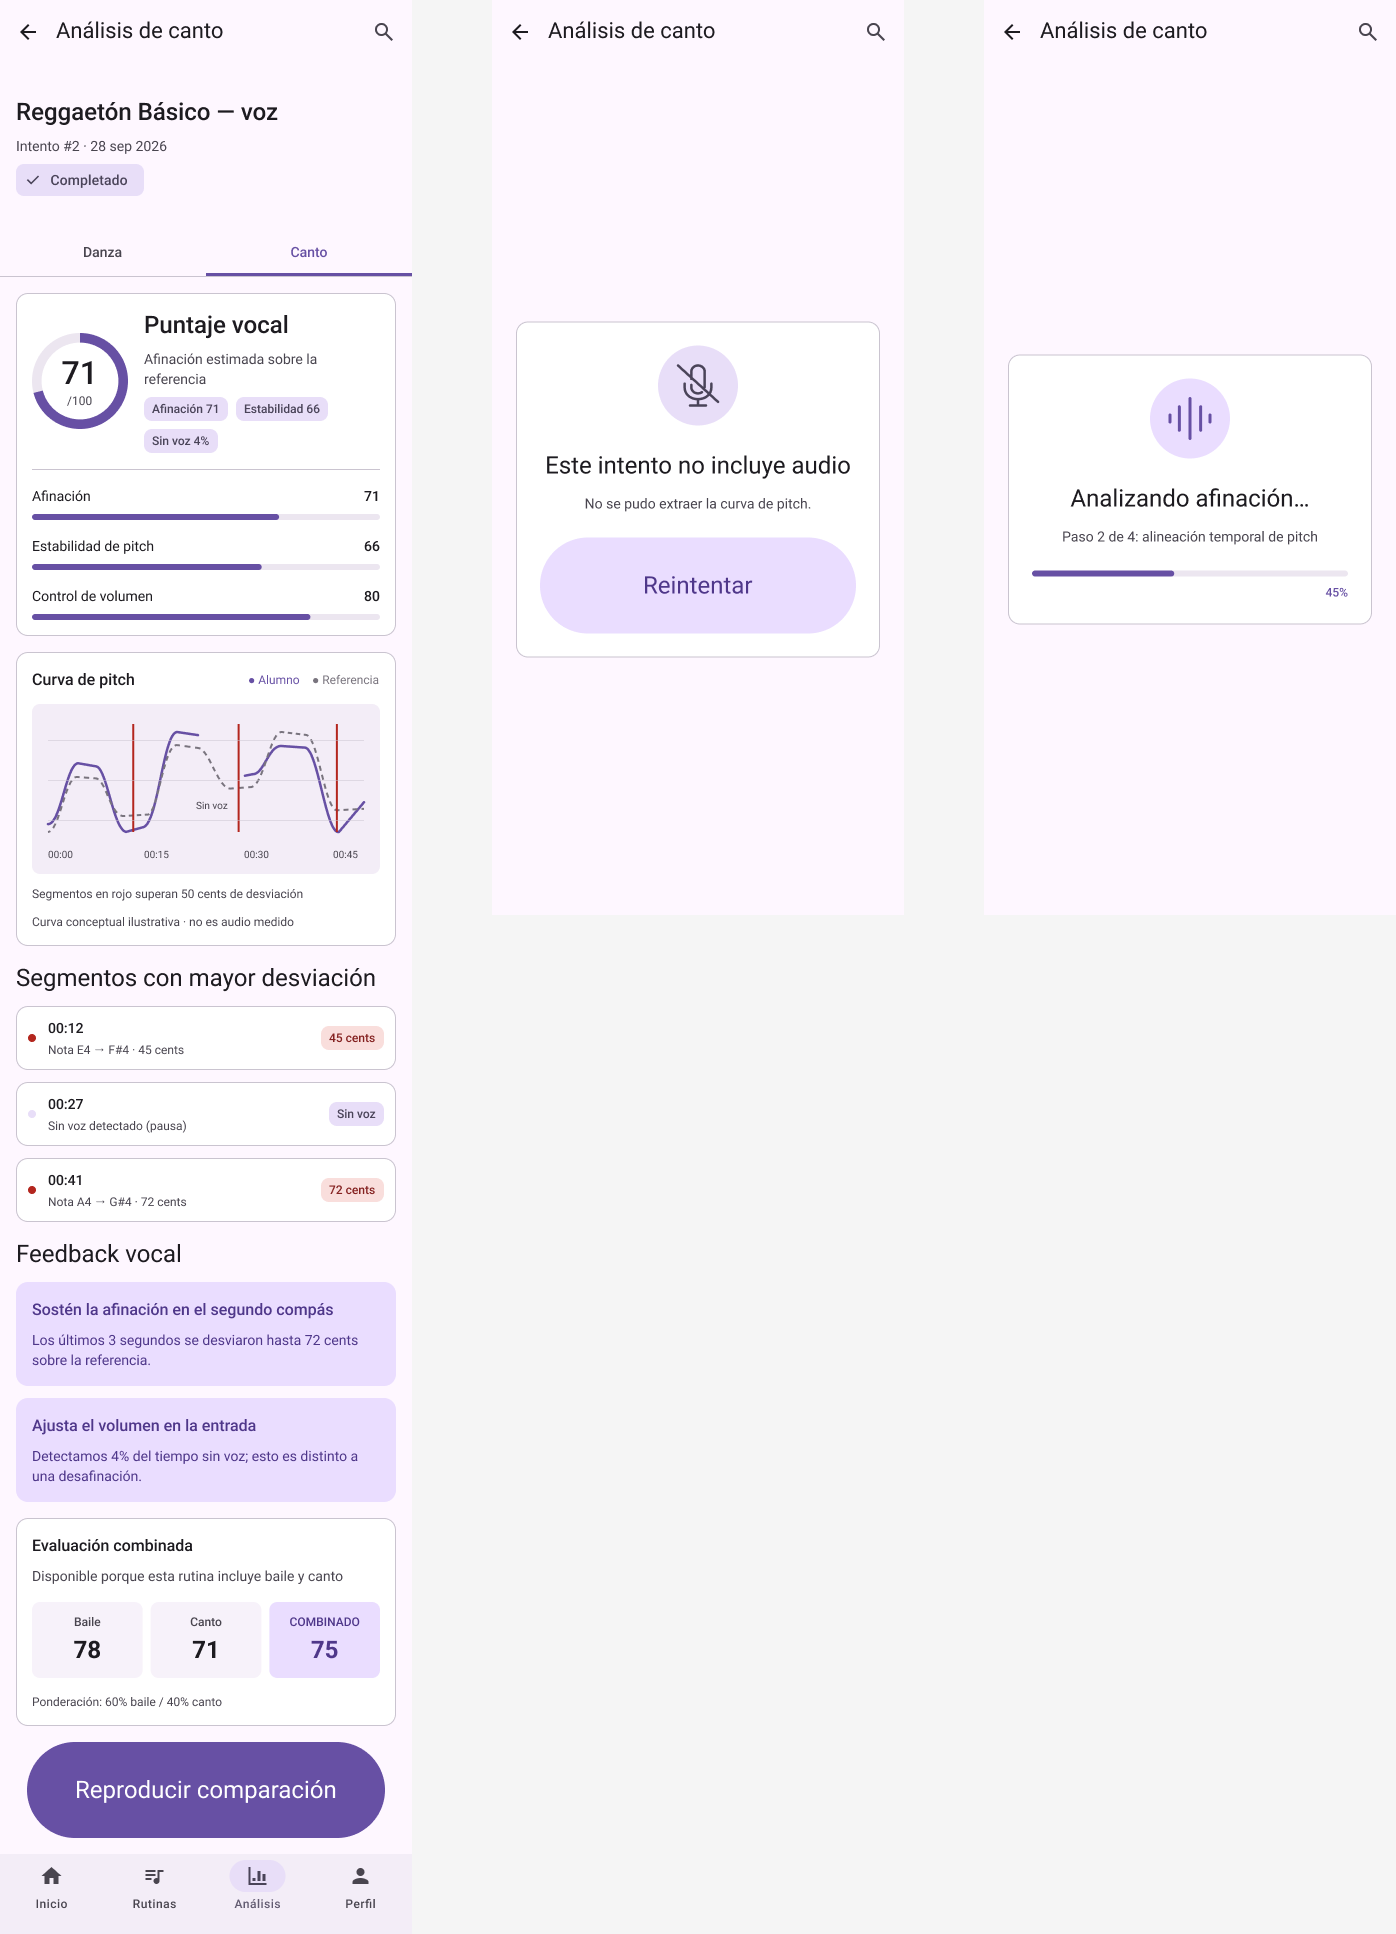 Análisis de canto
Reggaetón Básico — voz
Intento #2 · 28 sep 2026
Completado
Danza
Canto
71
/100
Puntaje vocal
Afinación estimada sobre la
referencia
Afinación 71
Estabilidad 66
Sin voz 4%
Afinación
71
Estabilidad de pitch
66
Control de volumen
80
Curva de pitch
Alumno
Referencia
Sin voz
00:00
00:15
00:30
00:45
Segmentos en rojo superan 50 cents de desviación
Curva conceptual ilustrativa · no es audio medido
Segmentos con mayor desviación
00:12
Nota E4 → F#4 · 45 cents
45 cents
00:27
Sin voz detectado (pausa)
Sin voz
00:41
Nota A4 → G#4 · 72 cents
72 cents
Feedback vocal
Sostén la afinación en el segundo compás
Los últimos 3 segundos se desviaron hasta 72 cents
sobre la referencia.
Ajusta el volumen en la entrada
Detectamos 4% del tiempo sin voz; esto es distinto a
una desafinación.
Evaluación combinada
Disponible porque esta rutina incluye baile y canto
Baile
78
Canto
71
COMBINADO
75
Ponderación: 60% baile / 40% canto
Reproducir comparación
Inicio
Rutinas
Análisis
Perfil
Análisis de canto
Este intento no incluye audio
No se pudo extraer la curva de pitch.
Reintentar
Análisis de canto
Analizando afinación…
Paso 2 de 4: alineación temporal de pitch
45%